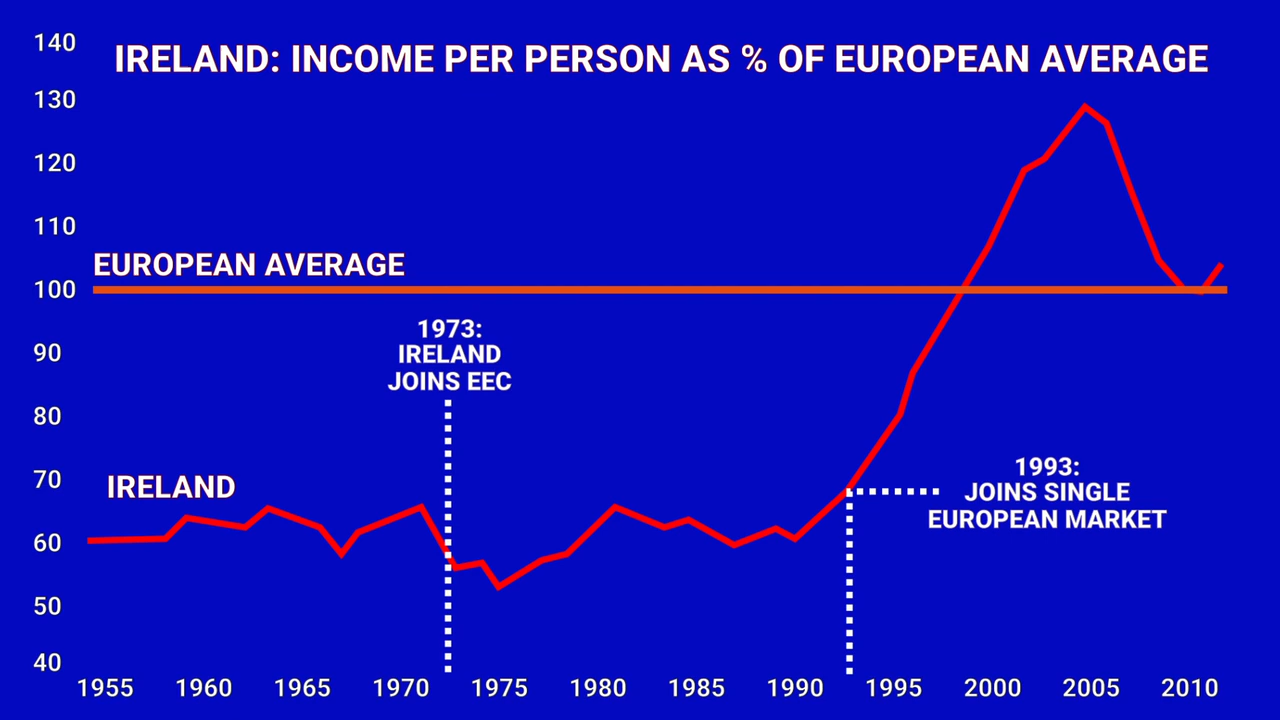 IRELAND: INCOME PER PERSON AS % OF EUROPEAN AVERAGE
140
130
120
110
100
90
80
70
60
50
40
EUROPEAN AVERAGE
1973:
IRELAND
JOINS EEC
IRELAND
1993:
JOINS SINGLE
EUROPEAN MARKET
1955 1960 1965 1970 1975 1980 1985 1990 1995 2000 2005 2010